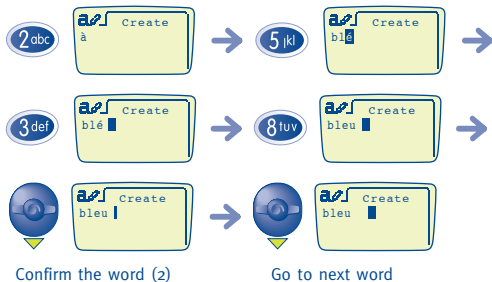 2abc
Create
à
5jkl
Create
blé
3def
Create
blé
8tuv
Create
bleu
Create
bleu
Create
bleu
Confirm the word (2)
Go to next word